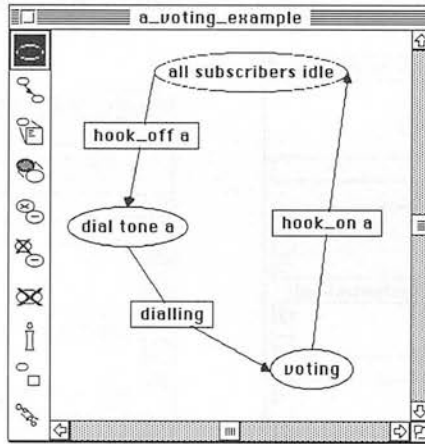 a_voting_example
all subscribers idle
hook_off a
dial tone a
hook_on a
dialling
voting